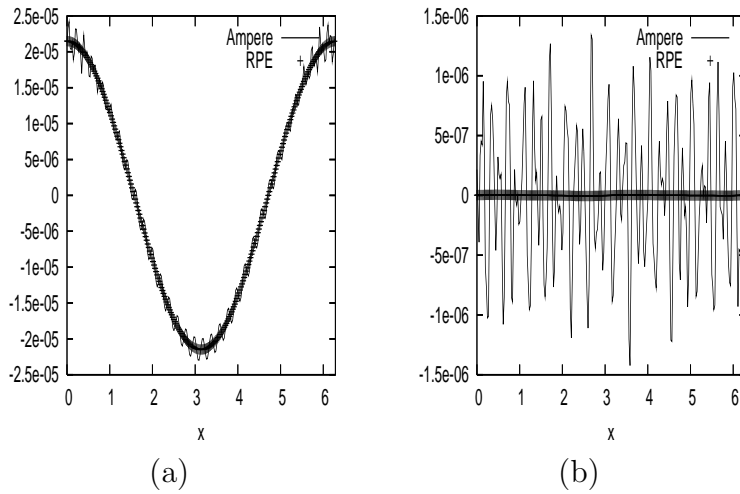 2.5e-05
2e-05
1.5e-05
1e-05
5e-06
0
-5e-06
-1e-05
-1.5e-05
-2e-05
-2.5e-05
Ampere
RPE +
0 1 2 3 4 5 6
x
(a)
1.5e-06
1e-06
5e-07
0
-5e-07
-1e-06
-1.5e-06
Ampere
RPE +
0 1 2 3 4 5 6
x
(b)